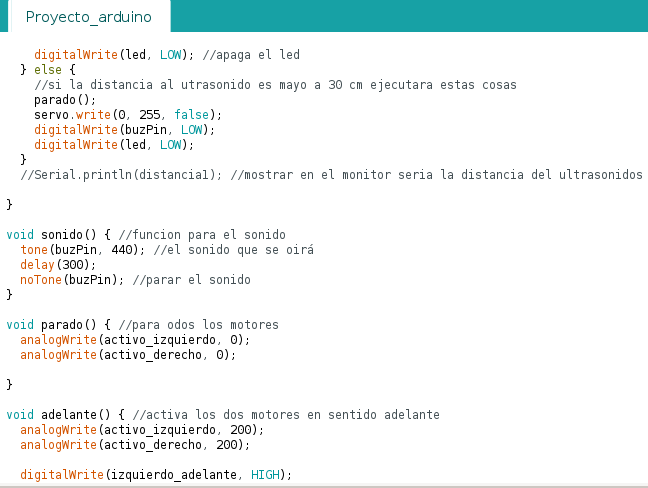 Proyecto_arduino
digitalWrite(led, LOW); //apaga el led
} else {
//si la distancia al utrasonido es mayo a 30 cm ejecutara estas cosas
parado();
servo.write(0, 255, false);
digitalWrite(buzPin, LOW);
digitalWrite(led, LOW);
}
//Serial.println(distancia1); //mostrar en el monitor seria la distancia del ultrasonidos
}
void sonido() { //funcion para el sonido
tone(buzPin, 440); //el sonido que se oirá
delay(300);
noTone(buzPin); //parar el sonido
}
void parado() { //para odos los motores
analogWrite(activo_izquierdo, 0);
analogWrite(activo_derecho, 0);
}
void adelante() { //activa los dos motores en sentido adelante
analogWrite(activo_izquierdo, 200);
analogWrite(activo_derecho, 200);
digitalWrite(izquierdo_adelante, HIGH);